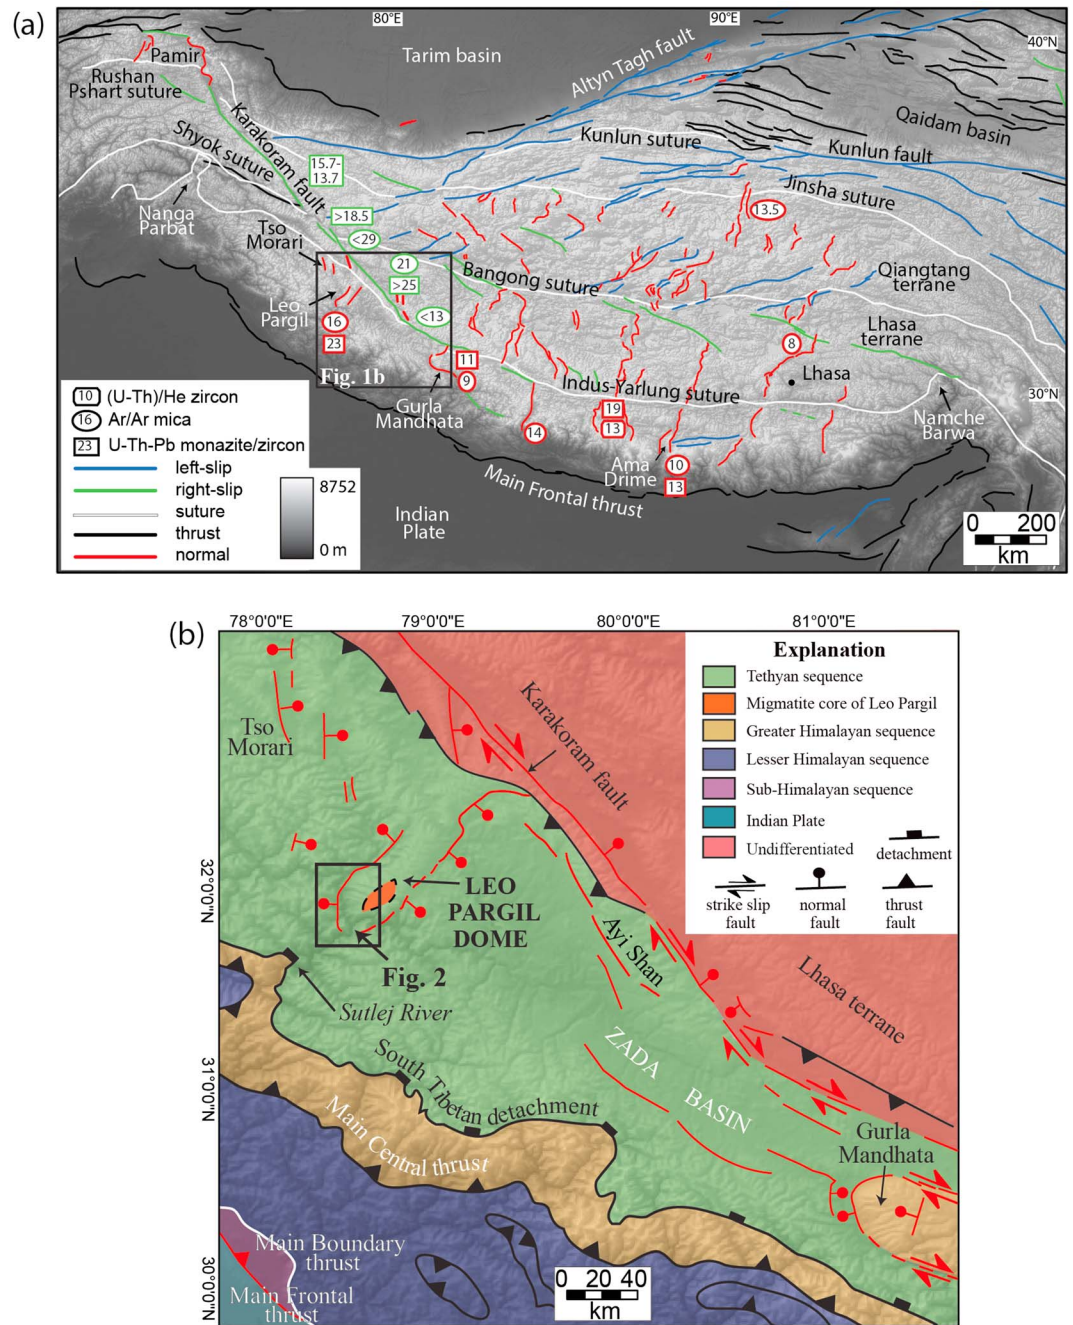 (a)
80°E
90°E
40°N
Pamir
Tarim basin
Altyn Tagh fault
Rushan
Pshart suture
Karakoram fault
Shyok suture
Kunlun suture
Qaidam basin
Kunlun fault
15.7-
13.7
Jinsha suture
Nanga
Parbat
>18.5
13.5
Tso
Morari
<29
21
Bangong suture
Qiangtang
terrane
>25
Leo
Pargil
<13
16
Lhasa
terrane
23
8
11
Fig. 1b
9
Indus-Yarlung suture
Lhasa
30°N
Gurla
Mandhata
19
13
14
Namche
Barwa
Ama
Drime
10
13
Main Frontal thrust
Indian
Plate
10 (U-Th)/He zircon
16 Ar/Ar mica
23 U-Th-Pb monazite/zircon
left-slip
right-slip
suture
thrust
normal
8752
0 m
0 200
km
(b)
78°0'0"E
79°0'0"E
80°0'0"E
81°0'0"E
Explanation
Tethyan sequence
Migmatite core of Leo Pargil
Greater Himalayan sequence
Lesser Himalayan sequence
Sub-Himalayan sequence
Indian Plate
Undifferentiated
detachment
strike slip
fault
normal
fault
thrust
fault
Tso
Morari
Karakoram fault
32°0'0"N
LEO
PARGIL
DOME
Fig. 2
Ayi Shan
Lhasa terrane
Sutlej River
ZADA
BASIN
31°0'0"N
South Tibetan detachment
Main Central thrust
Gurla
Mandhata
Main Boundary
thrust
Main Frontal
thrust
30°0'0"N
0 20 40
km